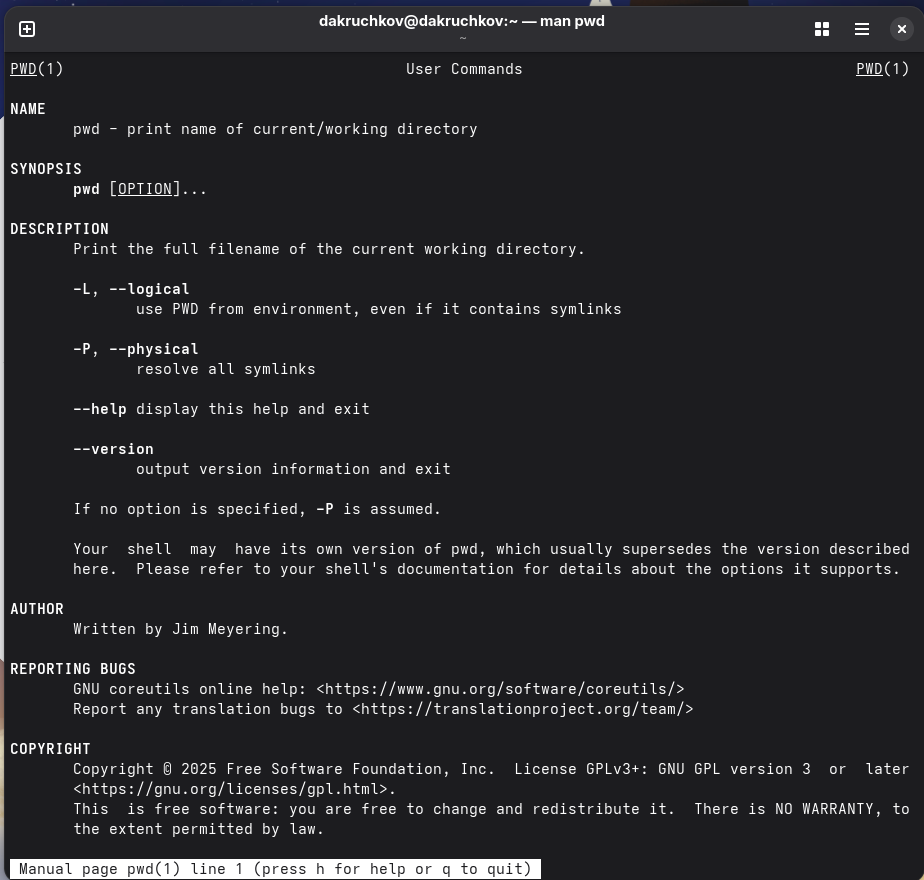 dakruchkov@dakruchkov:~ — man pwd
~
PWD(1) User Commands PWD(1)
NAME
pwd - print name of current/working directory
SYNOPSIS
pwd [OPTION]...
DESCRIPTION
Print the full filename of the current working directory.
-L, --logical
use PWD from environment, even if it contains symlinks
-P, --physical
resolve all symlinks
--help display this help and exit
--version
output version information and exit
If no option is specified, -P is assumed.
Your shell may have its own version of pwd, which usually supersedes the version described
here. Please refer to your shell's documentation for details about the options it supports.
AUTHOR
Written by Jim Meyering.
REPORTING BUGS
GNU coreutils online help: <https://www.gnu.org/software/coreutils/>
Report any translation bugs to <https://translationproject.org/team/>
COPYRIGHT
Copyright © 2025 Free Software Foundation, Inc. License GPLv3+: GNU GPL version 3 or later
<https://gnu.org/licenses/gpl.html>.
This is free software: you are free to change and redistribute it. There is NO WARRANTY, to
the extent permitted by law.
Manual page pwd(1) line 1 (press h for help or q to quit)